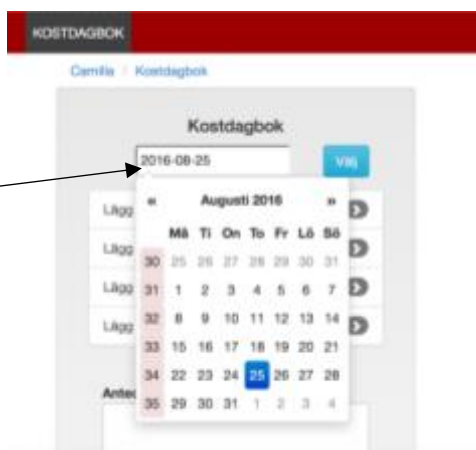 KOSTDAGBOK
Camilla / Kostdagbok
Kostdagbok
2016-08-25 Välj
« Augusti 2016 »
Må Ti On To Fr Lö Sö
30 25 26 27 28 29 30 31
31 1 2 3 4 5 6 7
32 8 9 10 11 12 13 14
33 15 16 17 18 19 20 21
34 22 23 24 25 26 27 28
35 29 30 31 1 2 3 4
Lägg
Lägg
Lägg
Lägg
Antec